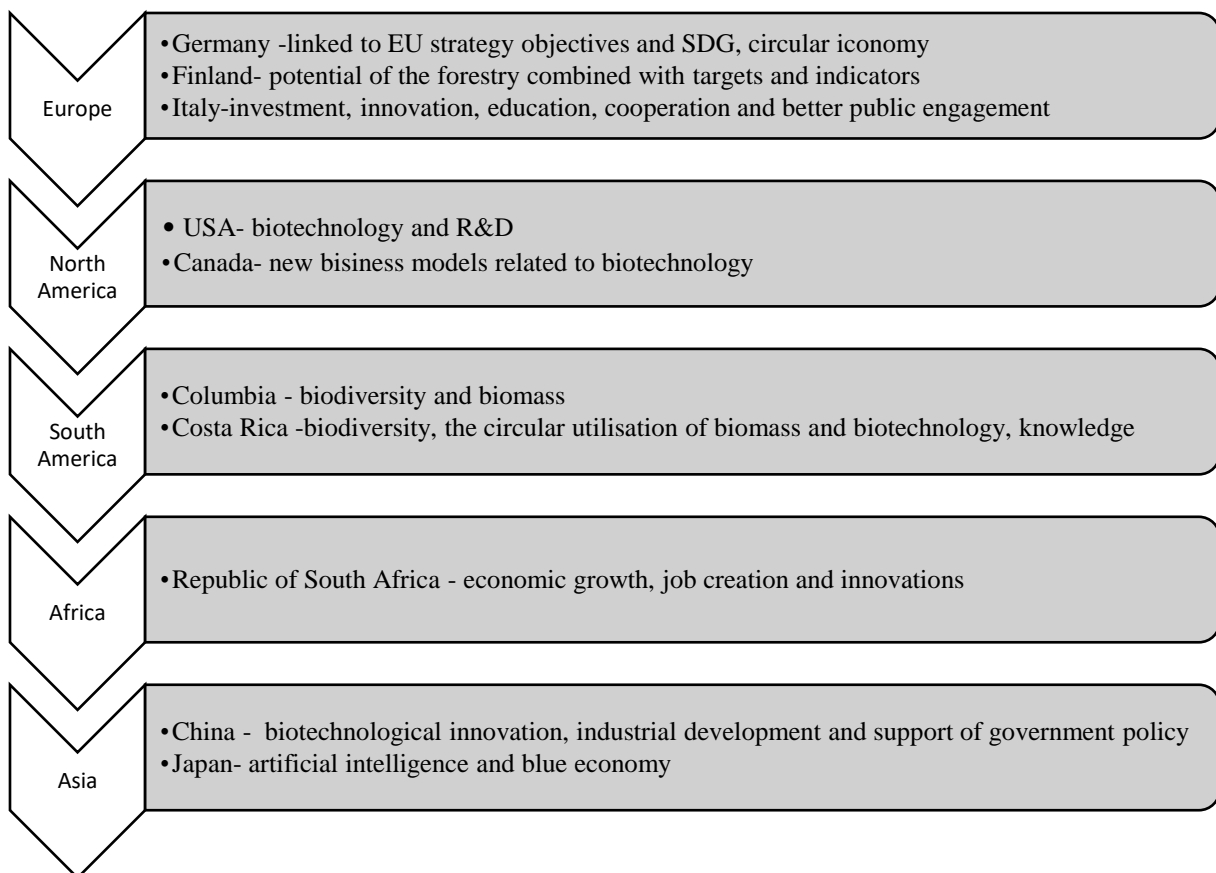 Europe
•Germany -linked to EU strategy objectives and SDG, circular iconomy
•Finland- potential of the forestry combined with targets and indicators
•Italy-investment, innovation, education, cooperation and better public engagement
North
America
• USA- biotechnology and R&D
•Canada- new bisiness models related to biotechnology
South
America
•Columbia - biodiversity and biomass
•Costa Rica -biodiversity, the circular utilisation of biomass and biotechnology, knowledge
Africa
•Republic of South Africa - economic growth, job creation and innovations
Asia
•China -  biotechnological innovation, industrial development and support of government policy
•Japan- artificial intelligence and blue economy